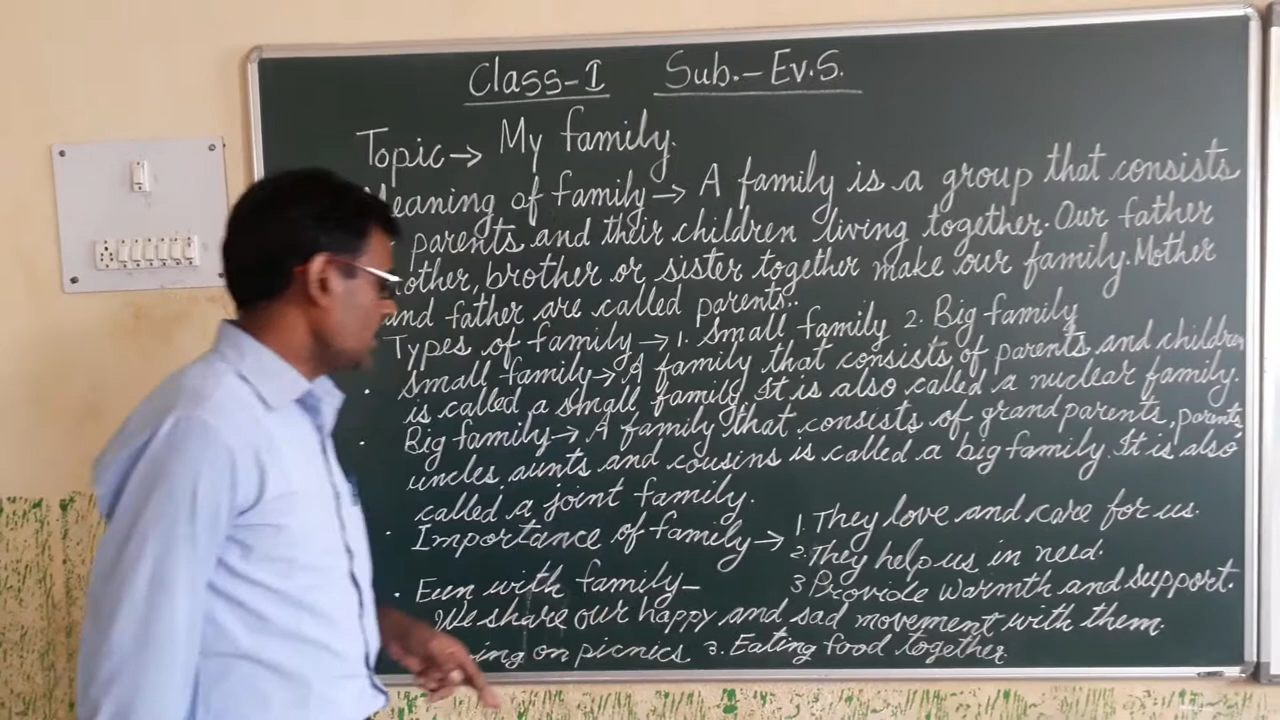 Class-I Sub.-Ev.S.
Topic→ My family.
eaning of family→ A family is a group that consists
parents and their children living together. Our father
other, brother or sister together make our family. Mother
and father are called parents..
Types of family→ 1. Small family 2. Big family
• Small family→ A family that consists of parents and children
is called a small family. It is also called a nuclear family.
• Big family→ A family that consists of grandparents, parents,
uncles, aunts and cousins is called a big family. It is also
called a joint family.
• Importance of family→ 1. They love and care for us.
2. They help us in need.
3 Provide warmth and support.
• Fun with family–
We share our happy and sad movement with them.
ing on picnics. 3. Eating food together.